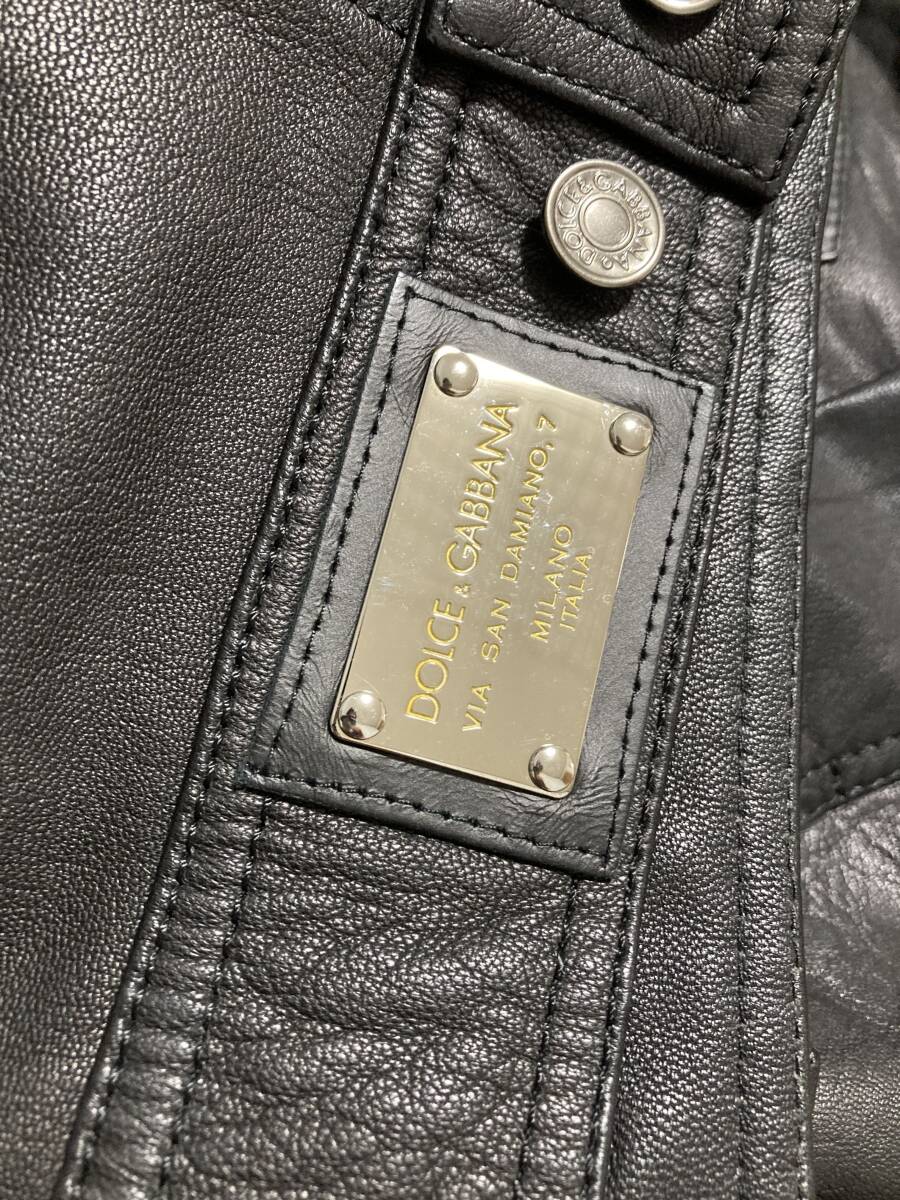 DOLCE&GABBANA
DOLCE & GABBANA
VIA SAN DAMIANO, 7
MILANO
ITALIA